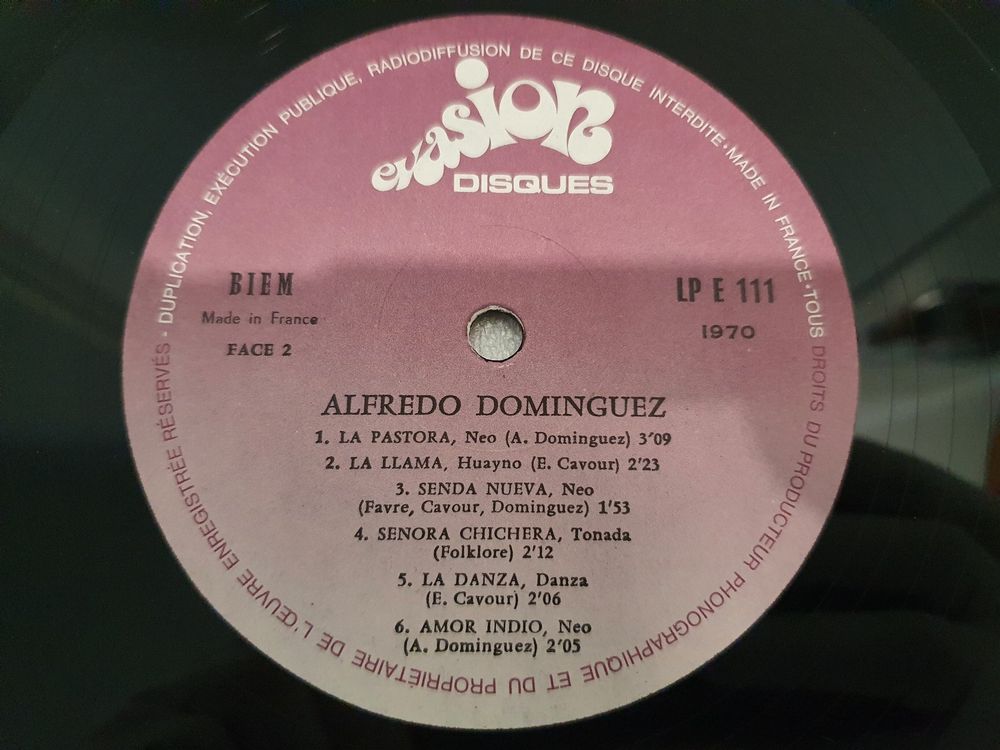 DUPLICATION, EXÉCUTION PUBLIQUE, RADIODIFFUSION DE CE DISQUE INTERDITE • MADE IN FRANCE • TOUS DROITS DU PRODUCTEUR PHONOGRAPHIQUE ET DU PROPRIÉTAIRE DE L'ŒUVRE ENREGISTRÉE RÉSERVÉS •
evasion
DISQUES
BIEM
LP E 111
Made in France
1970
FACE 2
ALFREDO DOMINGUEZ
1. LA PASTORA, Neo (A. Dominguez) 3'09
2. LA LLAMA, Huayno (E. Cavour) 2'23
3. SENDA NUEVA, Neo
(Favre, Cavour, Dominguez) 1'53
4. SENORA CHICHERA, Tonada
(Folklore) 2'12
5. LA DANZA, Danza
(E. Cavour) 2'06
6. AMOR INDIO, Neo
(A. Dominguez) 2'05